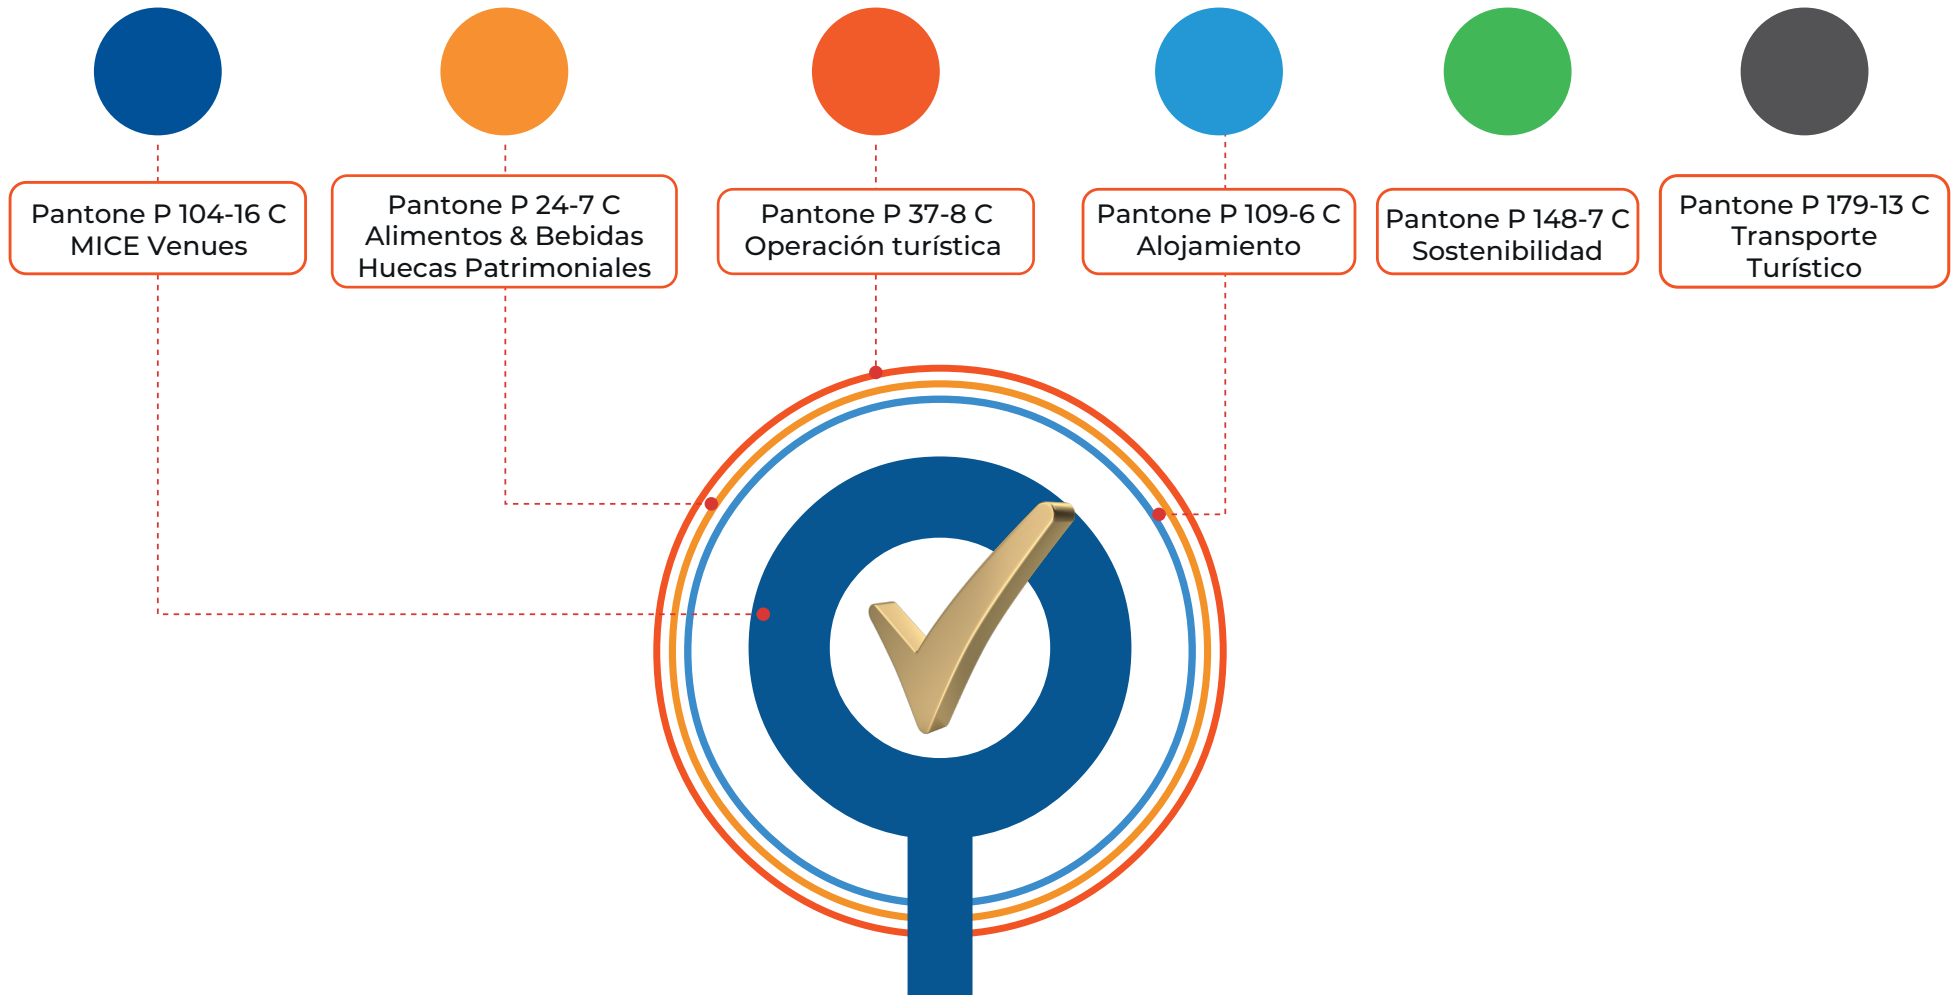 Pantone P 104-16 C
MICE Venues
Pantone P 24-7 C
Alimentos & Bebidas
Huecas Patrimoniales
Pantone P 37-8 C
Operación turística
Pantone P 109-6 C
Alojamiento
Pantone P 148-7 C
Sostenibilidad
Pantone P 179-13 C
Transporte
Turístico